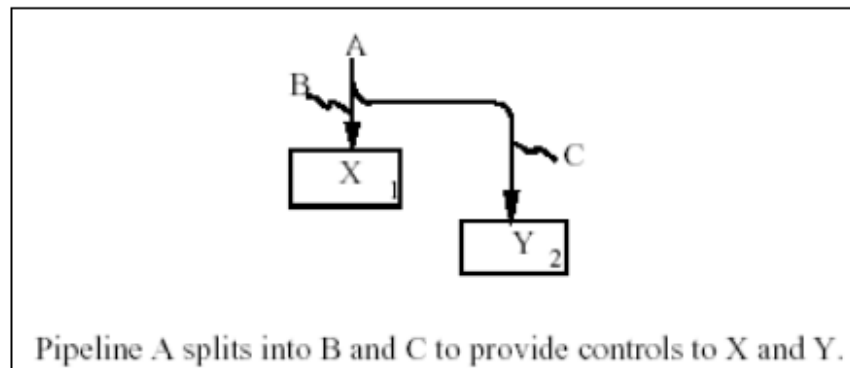 A
B
C
X 1
Y 2
Pipeline A splits into B and C to provide controls to X and Y.